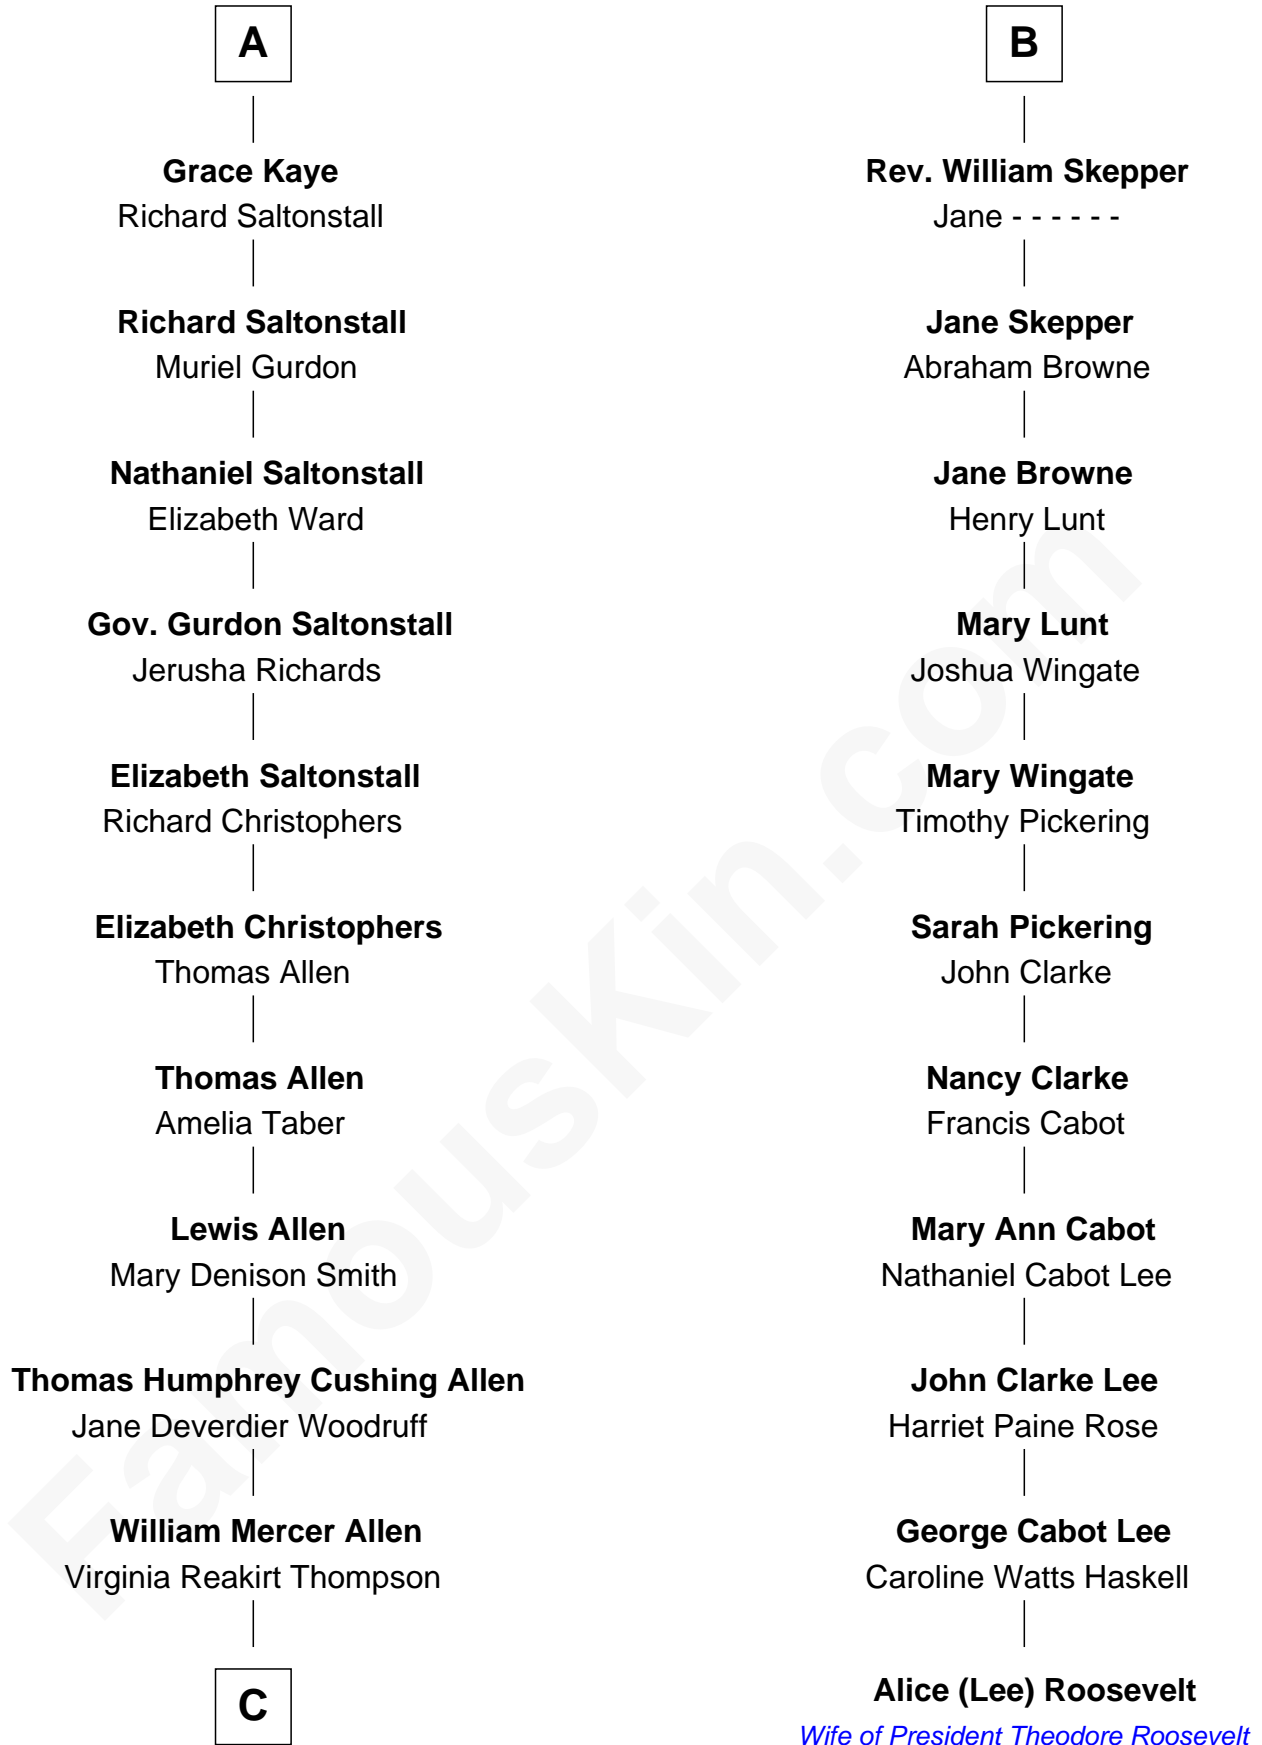 A
Grace Kaye
Richard Saltonstall
Richard Saltonstall
Muriel Gurdon
Nathaniel Saltonstall
Elizabeth Ward
Gov. Gurdon Saltonstall
Jerusha Richards
Elizabeth Saltonstall
Richard Christophers
Elizabeth Christophers
Thomas Allen
Thomas Allen
Amelia Taber
Lewis Allen
Mary Denison Smith
Thomas Humphrey Cushing Allen
Jane Deverdier Woodruff
William Mercer Allen
Virginia Reakirt Thompson
C
B
Rev. William Skepper
Jane - - - - - -
Jane Skepper
Abraham Browne
Jane Browne
Henry Lunt
Mary Lunt
Joshua Wingate
Mary Wingate
Timothy Pickering
Sarah Pickering
John Clarke
Nancy Clarke
Francis Cabot
Mary Ann Cabot
Nathaniel Cabot Lee
John Clarke Lee
Harriet Paine Rose
George Cabot Lee
Caroline Watts Haskell
Alice (Lee) Roosevelt
Wife of President Theodore Roosevelt
FamousKin.com